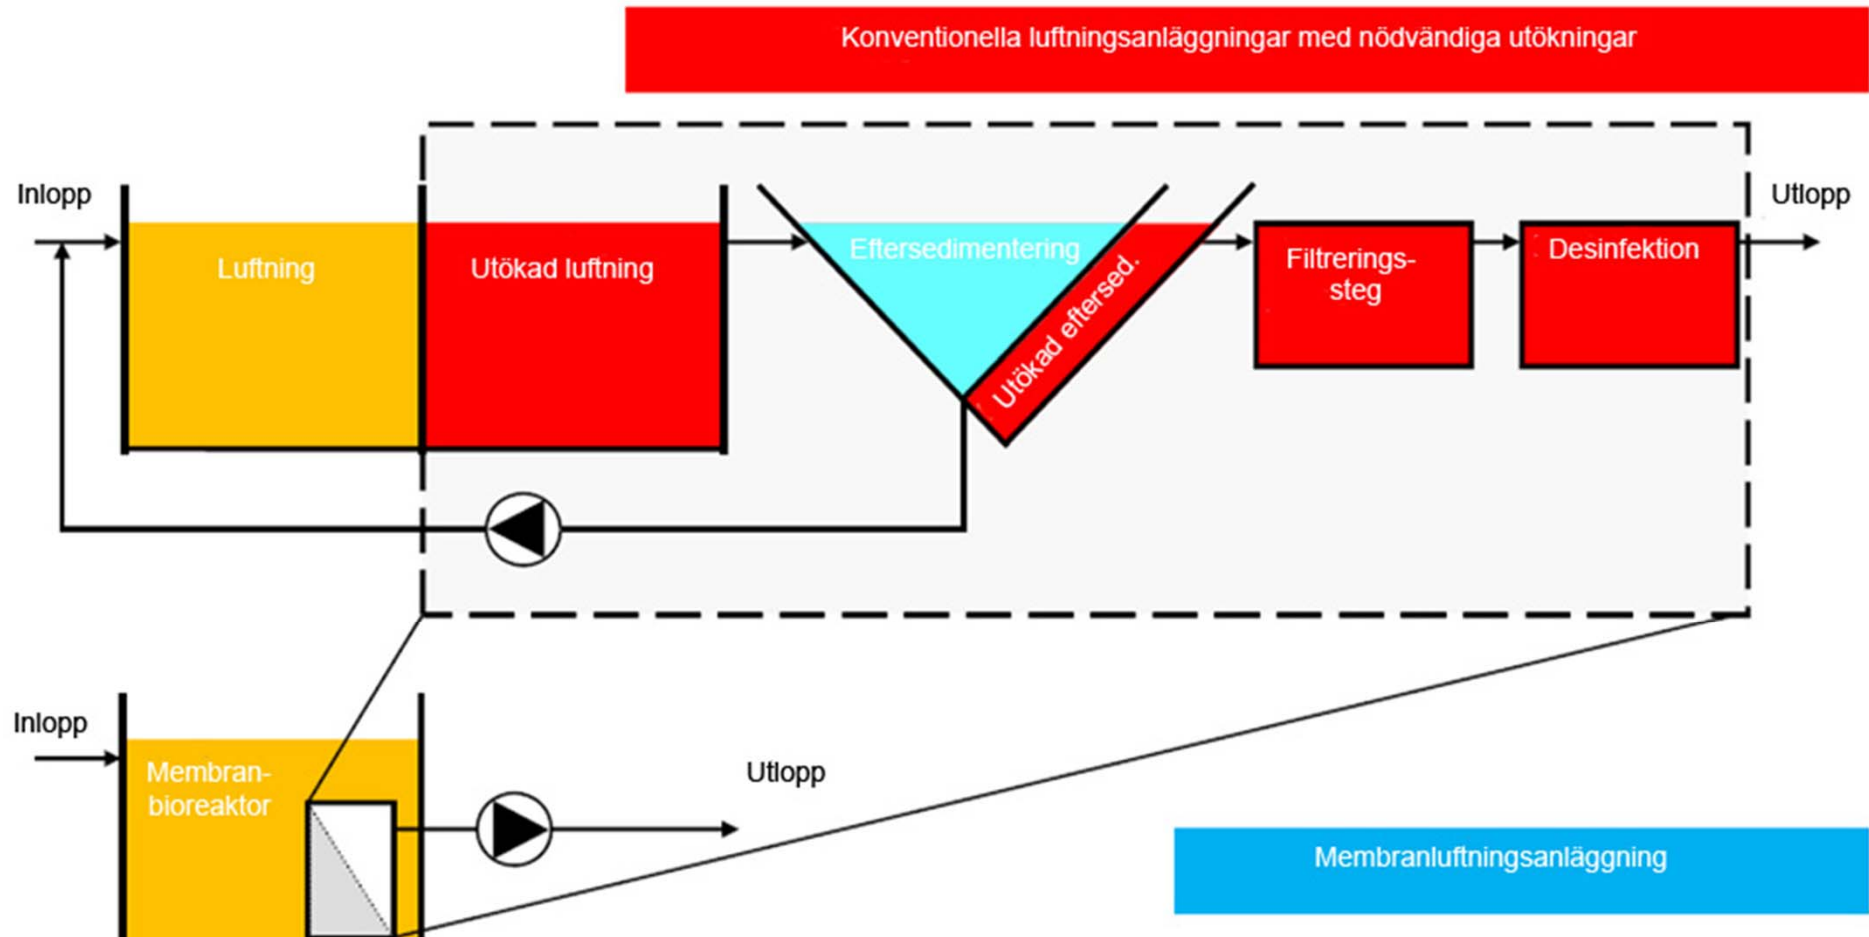 Konventionella luftningsanläggningar med nödvändiga utökningar
Inlopp
Utlopp
Luftning
Utökad luftning
Eftersedimentering
Utökad eftersed.
Filtrerings-
steg
Desinfektion
Inlopp
Membran-
bioreaktor
Utlopp
Membranluftningsanläggning